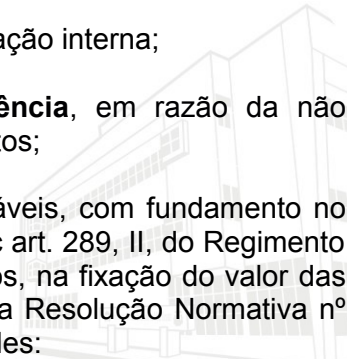 ação interna;
ência, em razão da não
tos;
áveis, com fundamento no
c art. 289, II, do Regimento
os, na fixação do valor das
a Resolução Normativa nº
des: